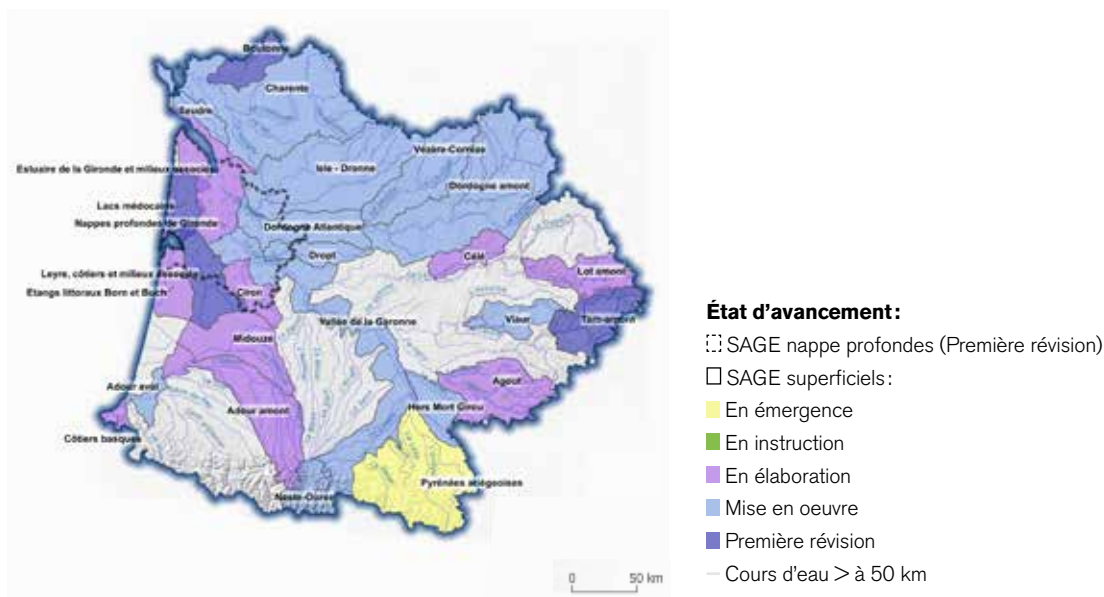 Boutonne
Charente
Seudre
Vézère-Corrèze
Isle - Dronne
Estuaire de la Gironde et milieux associés
Dordogne amont
Lacs médocains
Nappes profondes de Gironde
Dordogne Atlantique
Dropt
Célé
Leyre, côtiers et milieux associés
Lot amont
Etangs littoraux Born et Buch
Ciron
Tarn-amont
Viaur
Vallée de la Garonne
Midouze
Adour aval
Agout
Adour amont
Hers Mort Girou
Côtiers basques
Pyrénées ariégeoises
Neste-Ourse
0 50 km
État d'avancement :
SAGE nappe profondes (Première révision)
SAGE superficiels :
En émergence
En instruction
En élaboration
Mise en oeuvre
Première révision
Cours d'eau > à 50 km